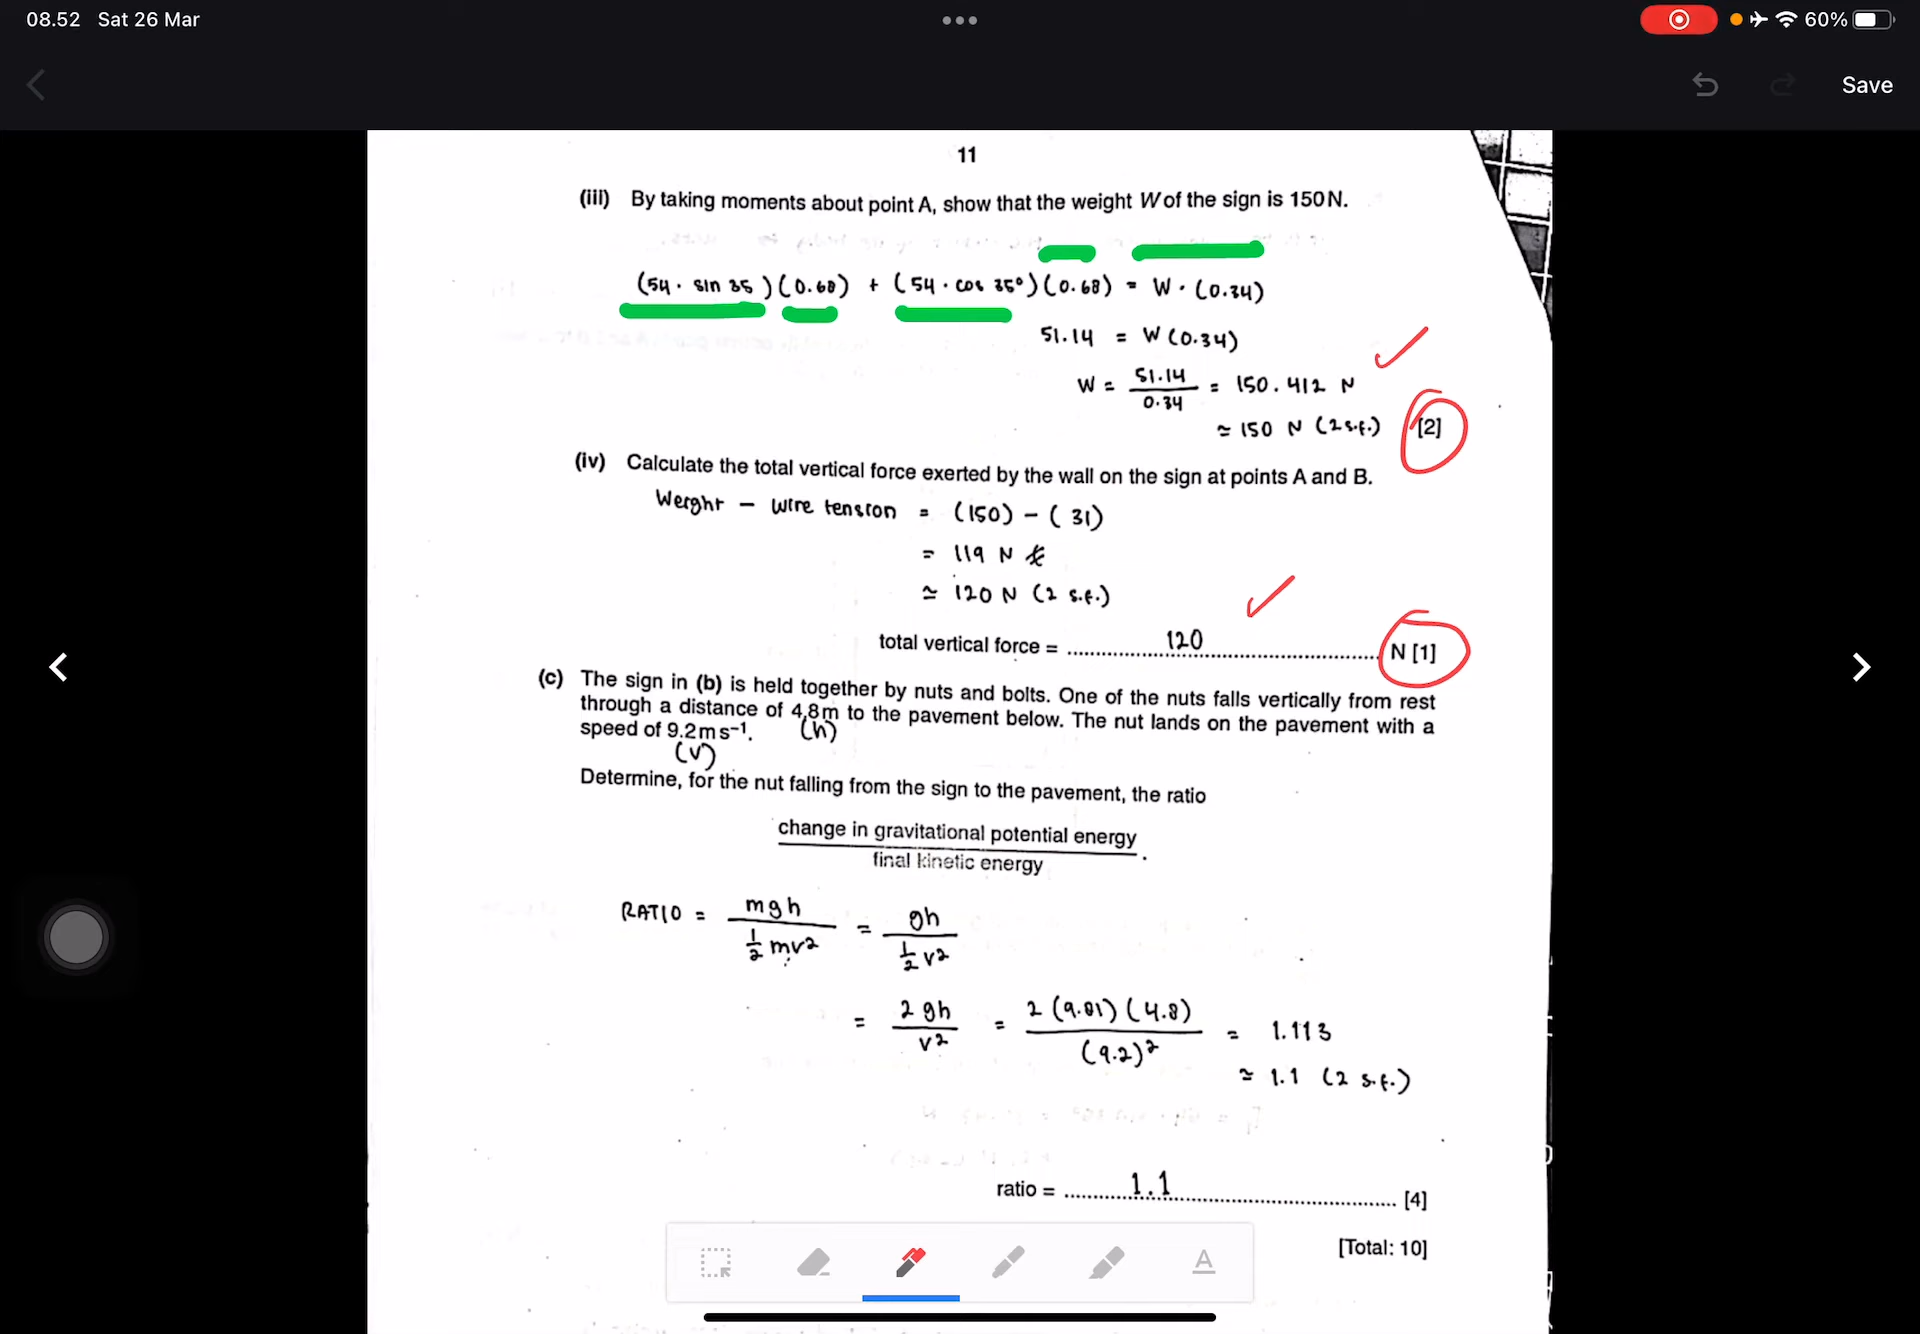 08.52 Sat 26 Mar
60%
Save
11
(iii) By taking moments about point A, show that the weight W of the sign is 150 N.
(54 · sin 35)(0.68) + (54 · cos 35°)(0.68) = W · (0.34)
51.14 = W (0.34)
W = 51.14 / 0.34 = 150.412 N
≃ 150 N (2 s.f.) [2]
(iv) Calculate the total vertical force exerted by the wall on the sign at points A and B.
Weight – wire tension = (150) – (31)
= 119 N
≃ 120 N (2 s.f.)
total vertical force = 120 N [1]
(c) The sign in (b) is held together by nuts and bolts. One of the nuts falls vertically from rest
through a distance of 4.8 m to the pavement below. The nut lands on the pavement with a
(h)
speed of 9.2 m s⁻¹.
(v)
Determine, for the nut falling from the sign to the pavement, the ratio
change in gravitational potential energy
final kinetic energy .
RATIO = mgh / ½ mv² = gh / ½ v²
= 2gh / v² = 2 (9.81) (4.8) / (9.2)² = 1.113
≃ 1.1 (2 s.f.)
ratio = 1.1 [4]
[Total: 10]
A